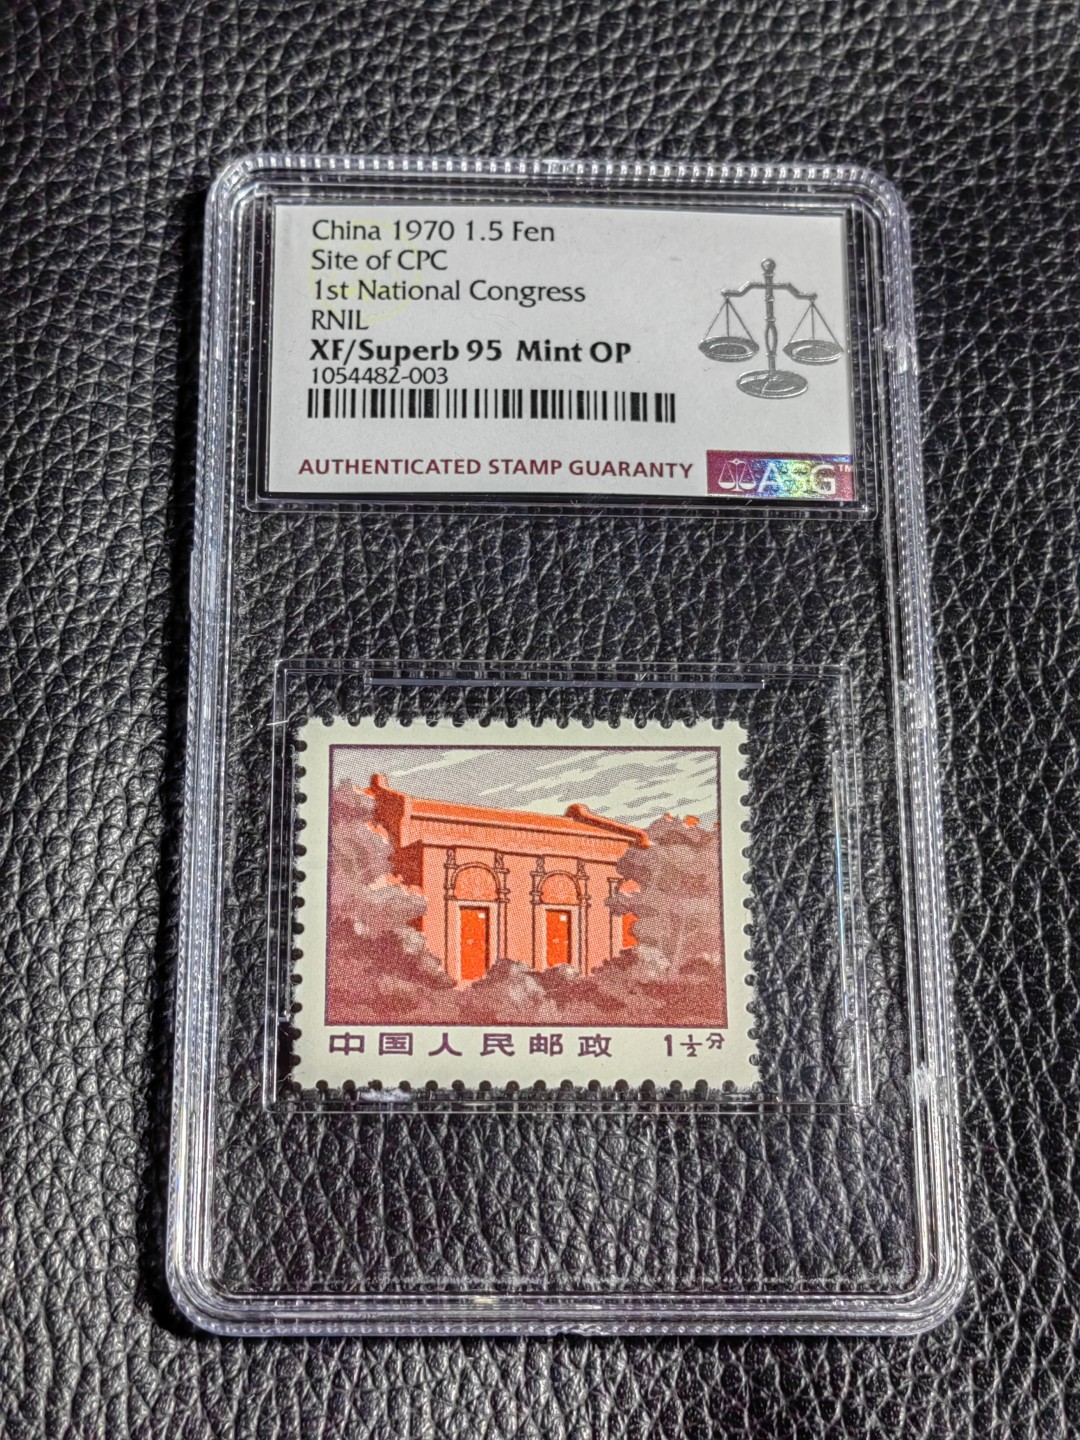 China 1970 1.5 Fen
Site of CPC
1st National Congress
RNIL
XF/Superb 95 Mint OP
1054482-003
AUTHENTICATED STAMP GUARANTY ASG™
中国人民邮政 1½分